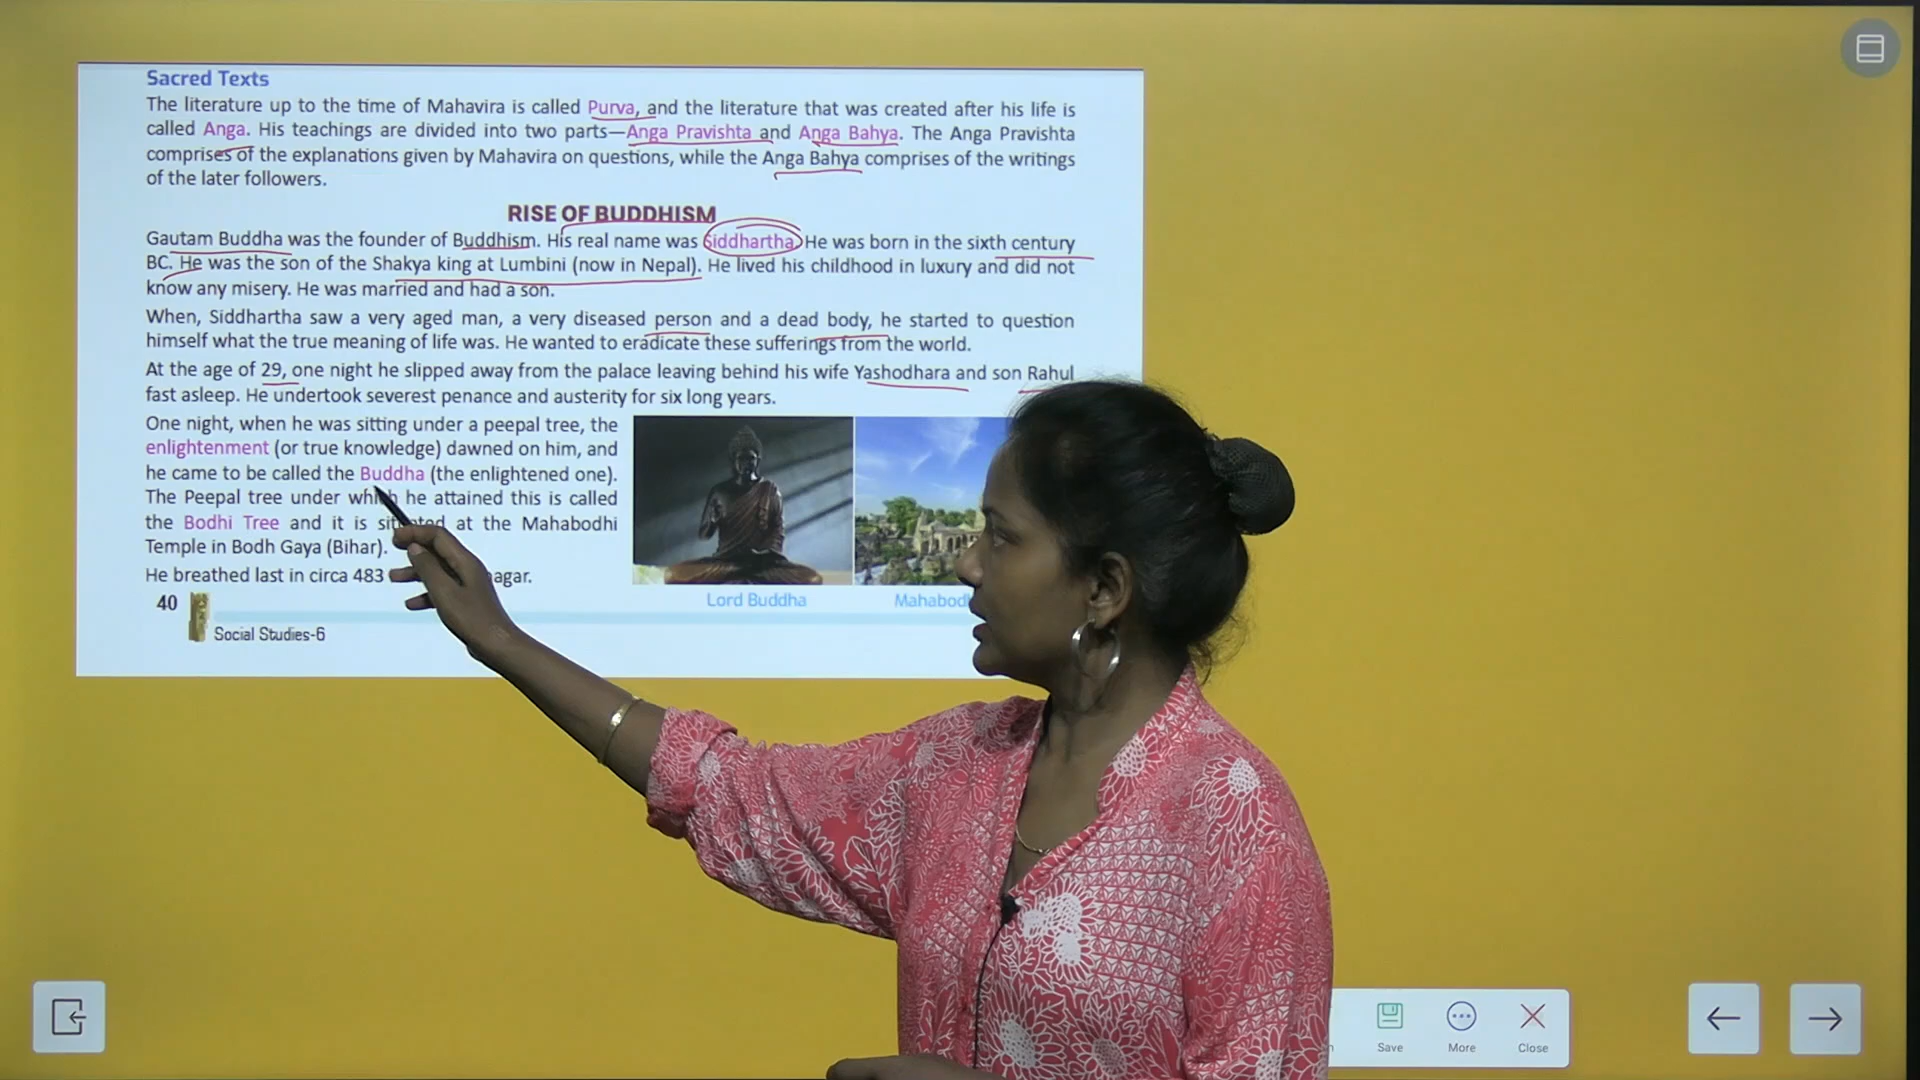 Sacred Texts
The literature up to the time of Mahavira is called Purva, and the literature that was created after his life is
called Anga. His teachings are divided into two parts—Anga Pravishta and Anga Bahya. The Anga Pravishta
comprises of the explanations given by Mahavira on questions, while the Anga Bahya comprises of the writings
of the later followers.
RISE OF BUDDHISM
Gautam Buddha was the founder of Buddhism. His real name was Siddhartha. He was born in the sixth century
BC. He was the son of the Shakya king at Lumbini (now in Nepal). He lived his childhood in luxury and did not
know any misery. He was married and had a son.
When, Siddhartha saw a very aged man, a very diseased person and a dead body, he started to question
himself what the true meaning of life was. He wanted to eradicate these sufferings from the world.
At the age of 29, one night he slipped away from the palace leaving behind his wife Yashodhara and son Rahul
fast asleep. He undertook severest penance and austerity for six long years.
One night, when he was sitting under a peepal tree, the
enlightenment (or true knowledge) dawned on him, and
he came to be called the Buddha (the enlightened one).
The Peepal tree under which he attained this is called
the Bodhi Tree and it is situated at the Mahabodhi
Temple in Bodh Gaya (Bihar).
He breathed last in circa 483 nagar.
Lord Buddha
40
Social Studies-6
Save
More
Close